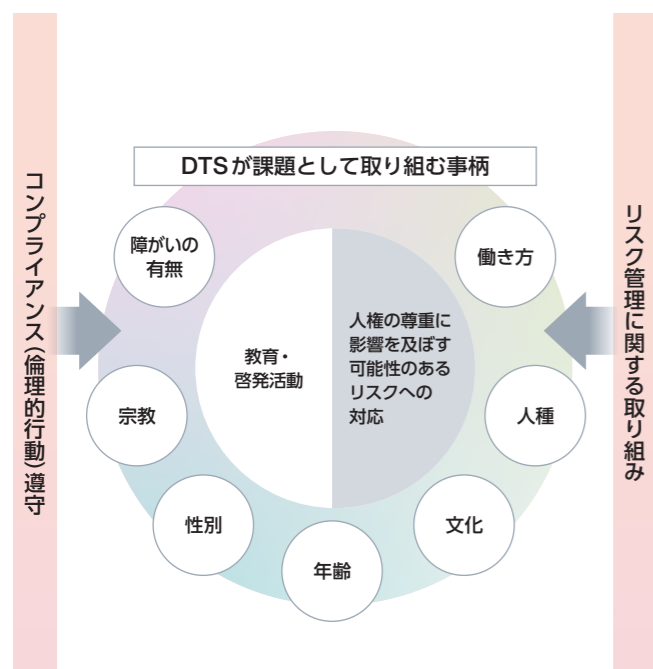 DTSが課題として取り組む事柄
コンプライアンス(倫理的行動)遵守
リスク管理に関する取り組み
障がいの
有無
働き方
教育・
啓発活動
人権の尊重に
影響を及ぼす
可能性のある
リスクへの
対応
宗教
人種
性別
文化
年齢